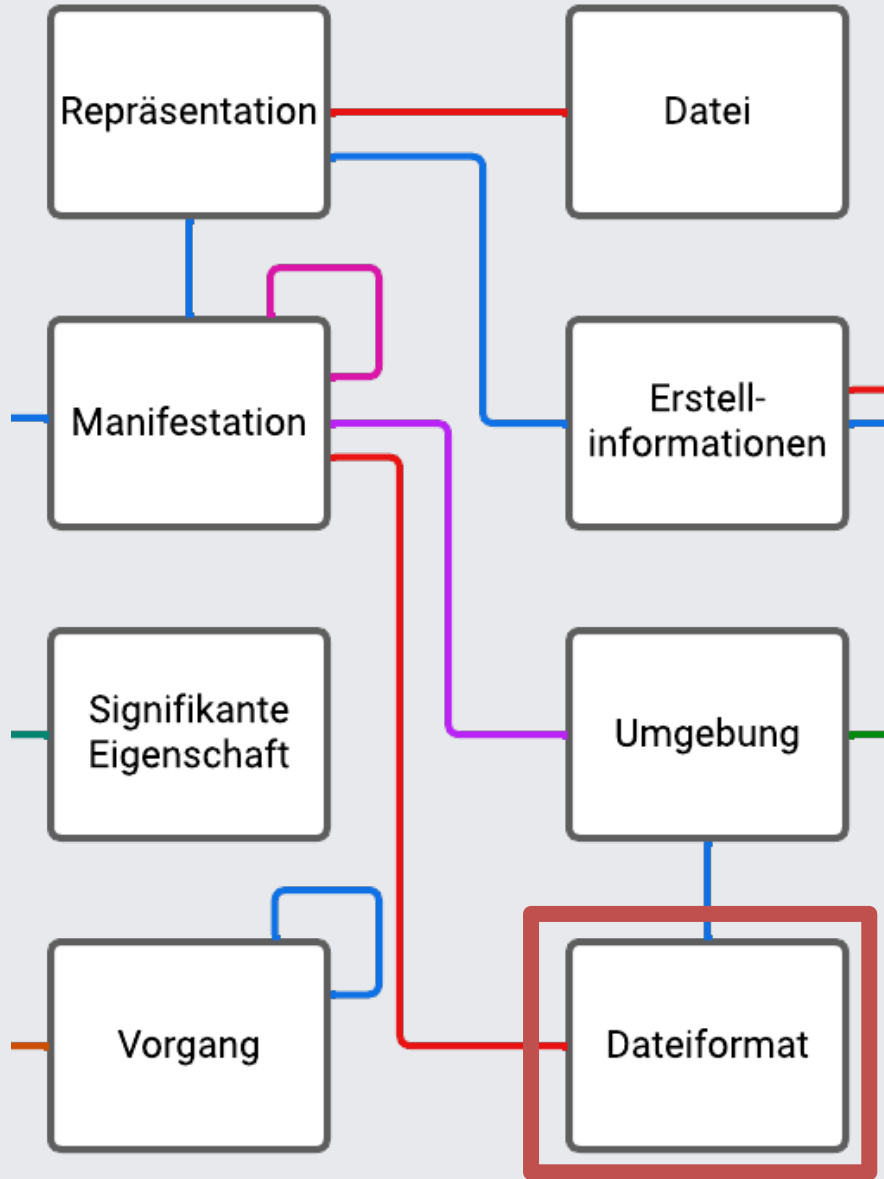 Repräsentation
Datei
Manifestation
Erstell-
informationen
Signifikante
Eigenschaft
Umgebung
Vorgang
Dateiformat